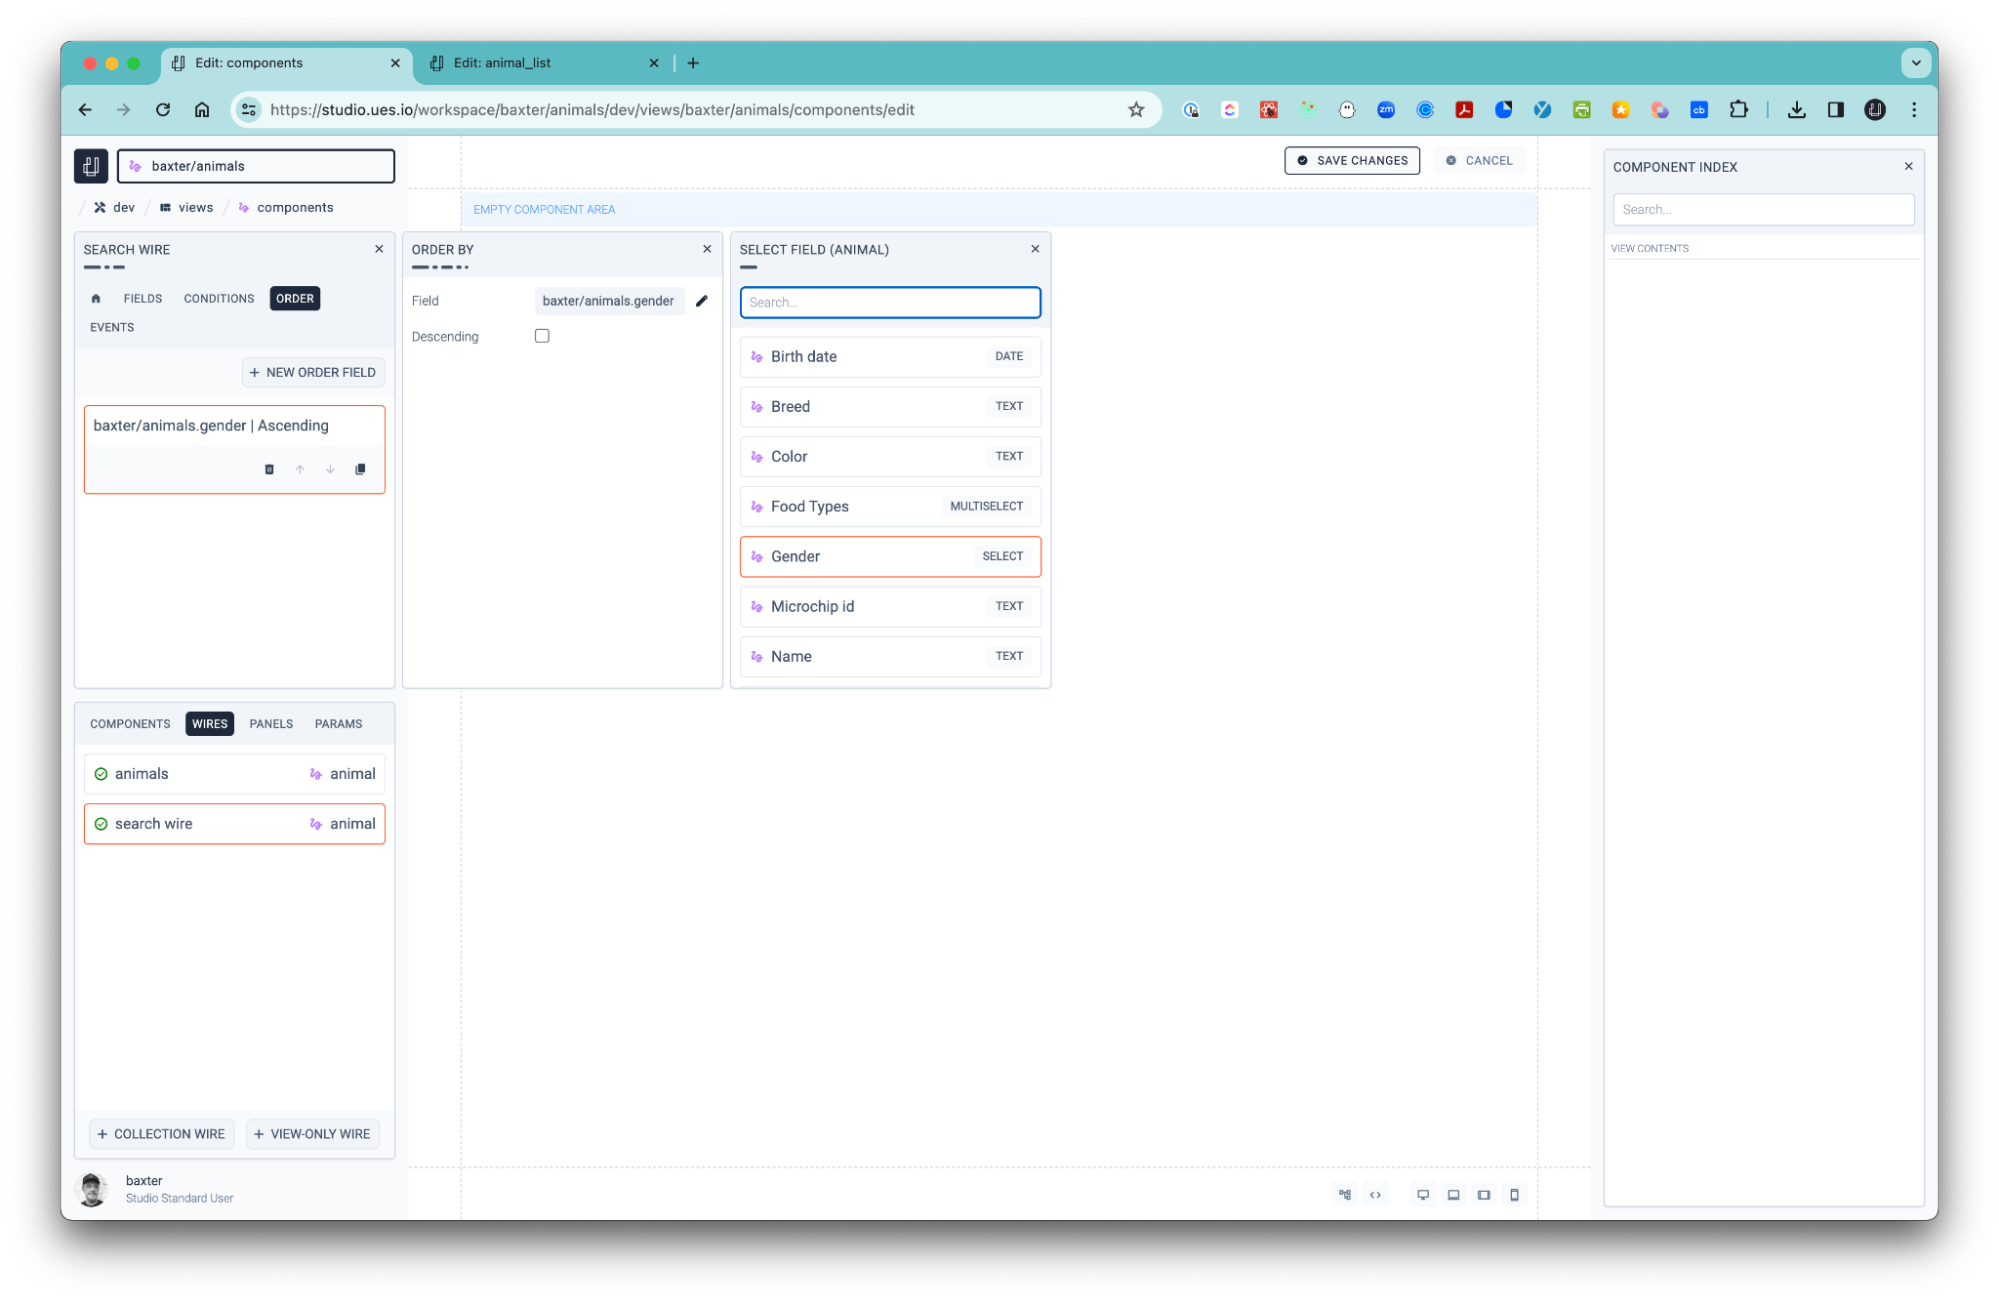 Edit: components
Edit: animal_list
https://studio.ues.io/workspace/baxter/animals/dev/views/baxter/animals/components/edit
zm
cb
baxter/animals
SAVE CHANGES
CANCEL
/ dev / views / components
EMPTY COMPONENT AREA
COMPONENT INDEX
Search...
VIEW CONTENTS
SEARCH WIRE
FIELDS
CONDITIONS
ORDER
EVENTS
+ NEW ORDER FIELD
baxter/animals.gender | Ascending
ORDER BY
Field
baxter/animals.gender
Descending
SELECT FIELD (ANIMAL)
Search...
Birth date DATE
Breed TEXT
Color TEXT
Food Types MULTISELECT
Gender SELECT
Microchip id TEXT
Name TEXT
COMPONENTS
WIRES
PANELS
PARAMS
animals animal
search wire animal
+ COLLECTION WIRE
+ VIEW-ONLY WIRE
baxter
Studio Standard User